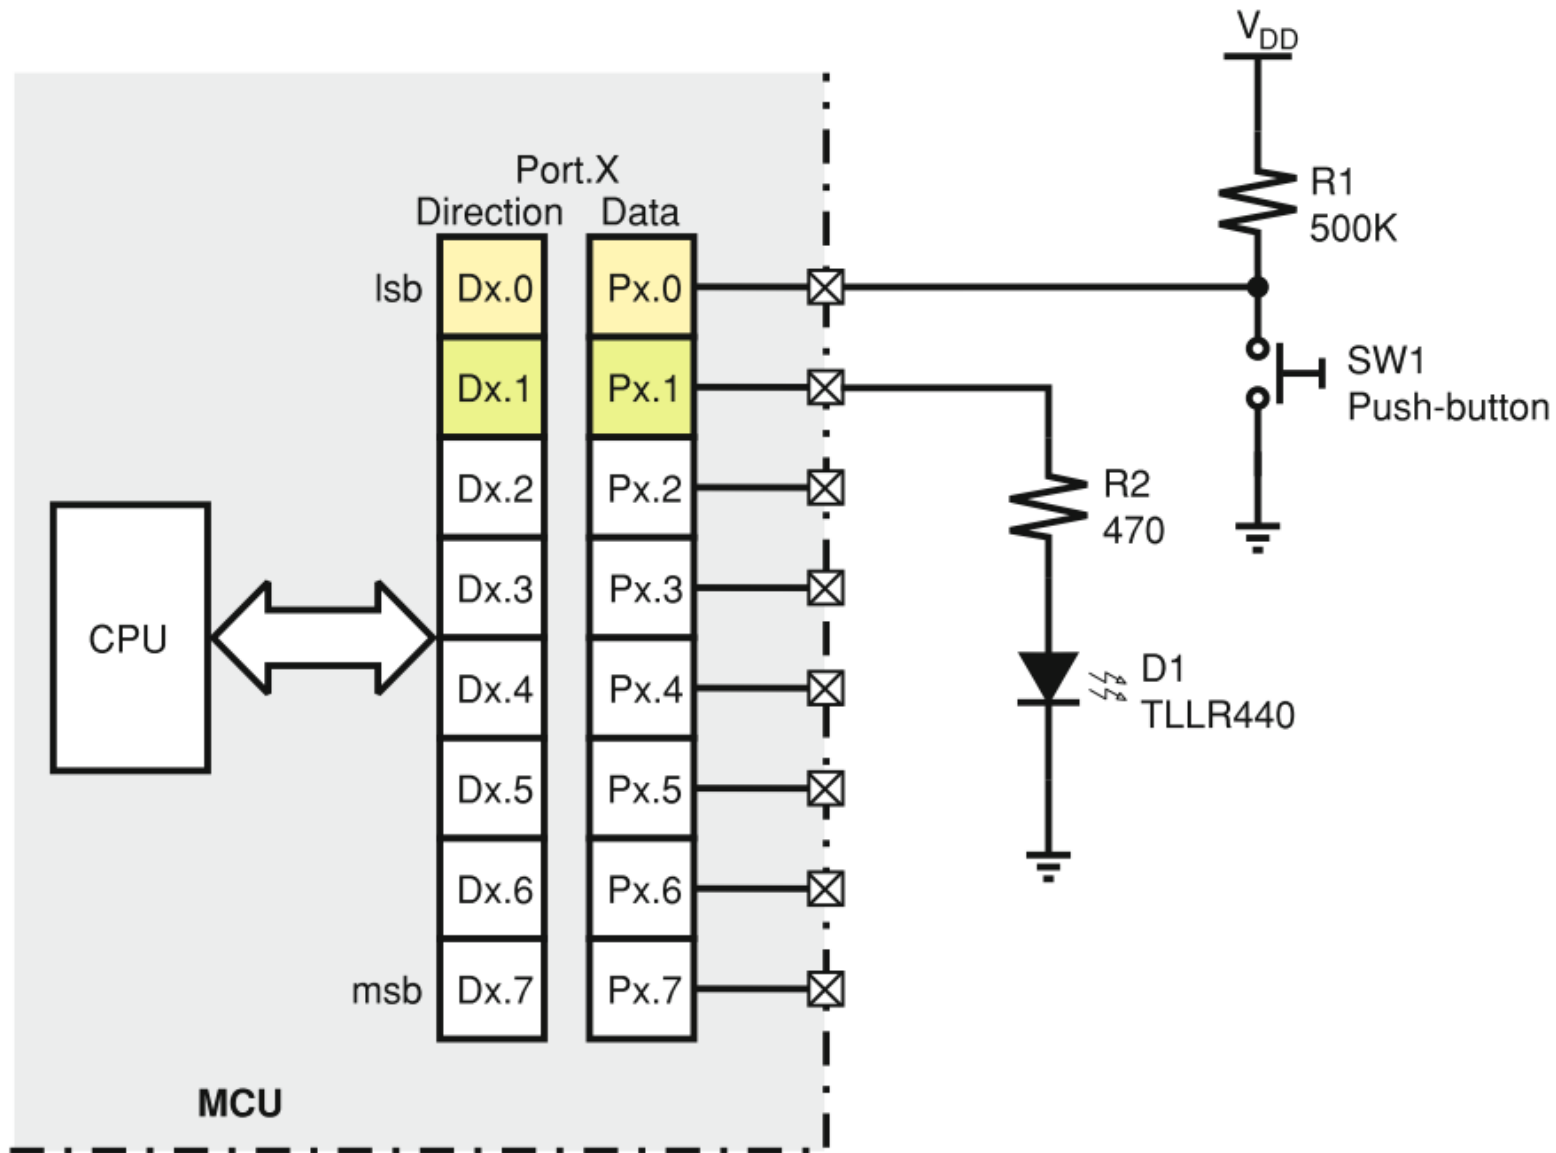 VDD
R1
500K
Port.X
Direction Data
lsb Dx.0 Px.0
Dx.1 Px.1
SW1
Push-button
Dx.2 Px.2
R2
470
Dx.3 Px.3
CPU
Dx.4 Px.4
D1
TLLR440
Dx.5 Px.5
Dx.6 Px.6
msb Dx.7 Px.7
MCU